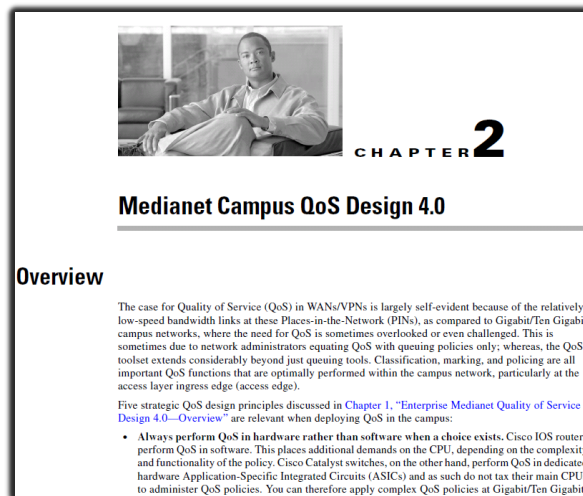 CHAPTER 2
Medianet Campus QoS Design 4.0
Overview
The case for Quality of Service (QoS) in WANs/VPNs is largely self-evident because of the relatively
low-speed bandwidth links at these Places-in-the-Network (PINs), as compared to Gigabit/Ten Gigabi
campus networks, where the need for QoS is sometimes overlooked or even challenged. This is
sometimes due to network administrators equating QoS with queuing policies only; whereas, the QoS
toolset extends considerably beyond just queuing tools. Classification, marking, and policing are all
important QoS functions that are optimally performed within the campus network, particularly at the
access layer ingress edge (access edge).
Five strategic QoS design principles discussed in Chapter 1, “Enterprise Medianet Quality of Service
Design 4.0—Overview” are relevant when deploying QoS in the campus:
• Always perform QoS in hardware rather than software when a choice exists. Cisco IOS router
perform QoS in software. This places additional demands on the CPU, depending on the complexity
and functionality of the policy. Cisco Catalyst switches, on the other hand, perform QoS in dedicate
hardware Application-Specific Integrated Circuits (ASICs) and as such do not tax their main CPU
to administer QoS policies. You can therefore apply complex QoS policies at Gigabit/Ten Gigabit